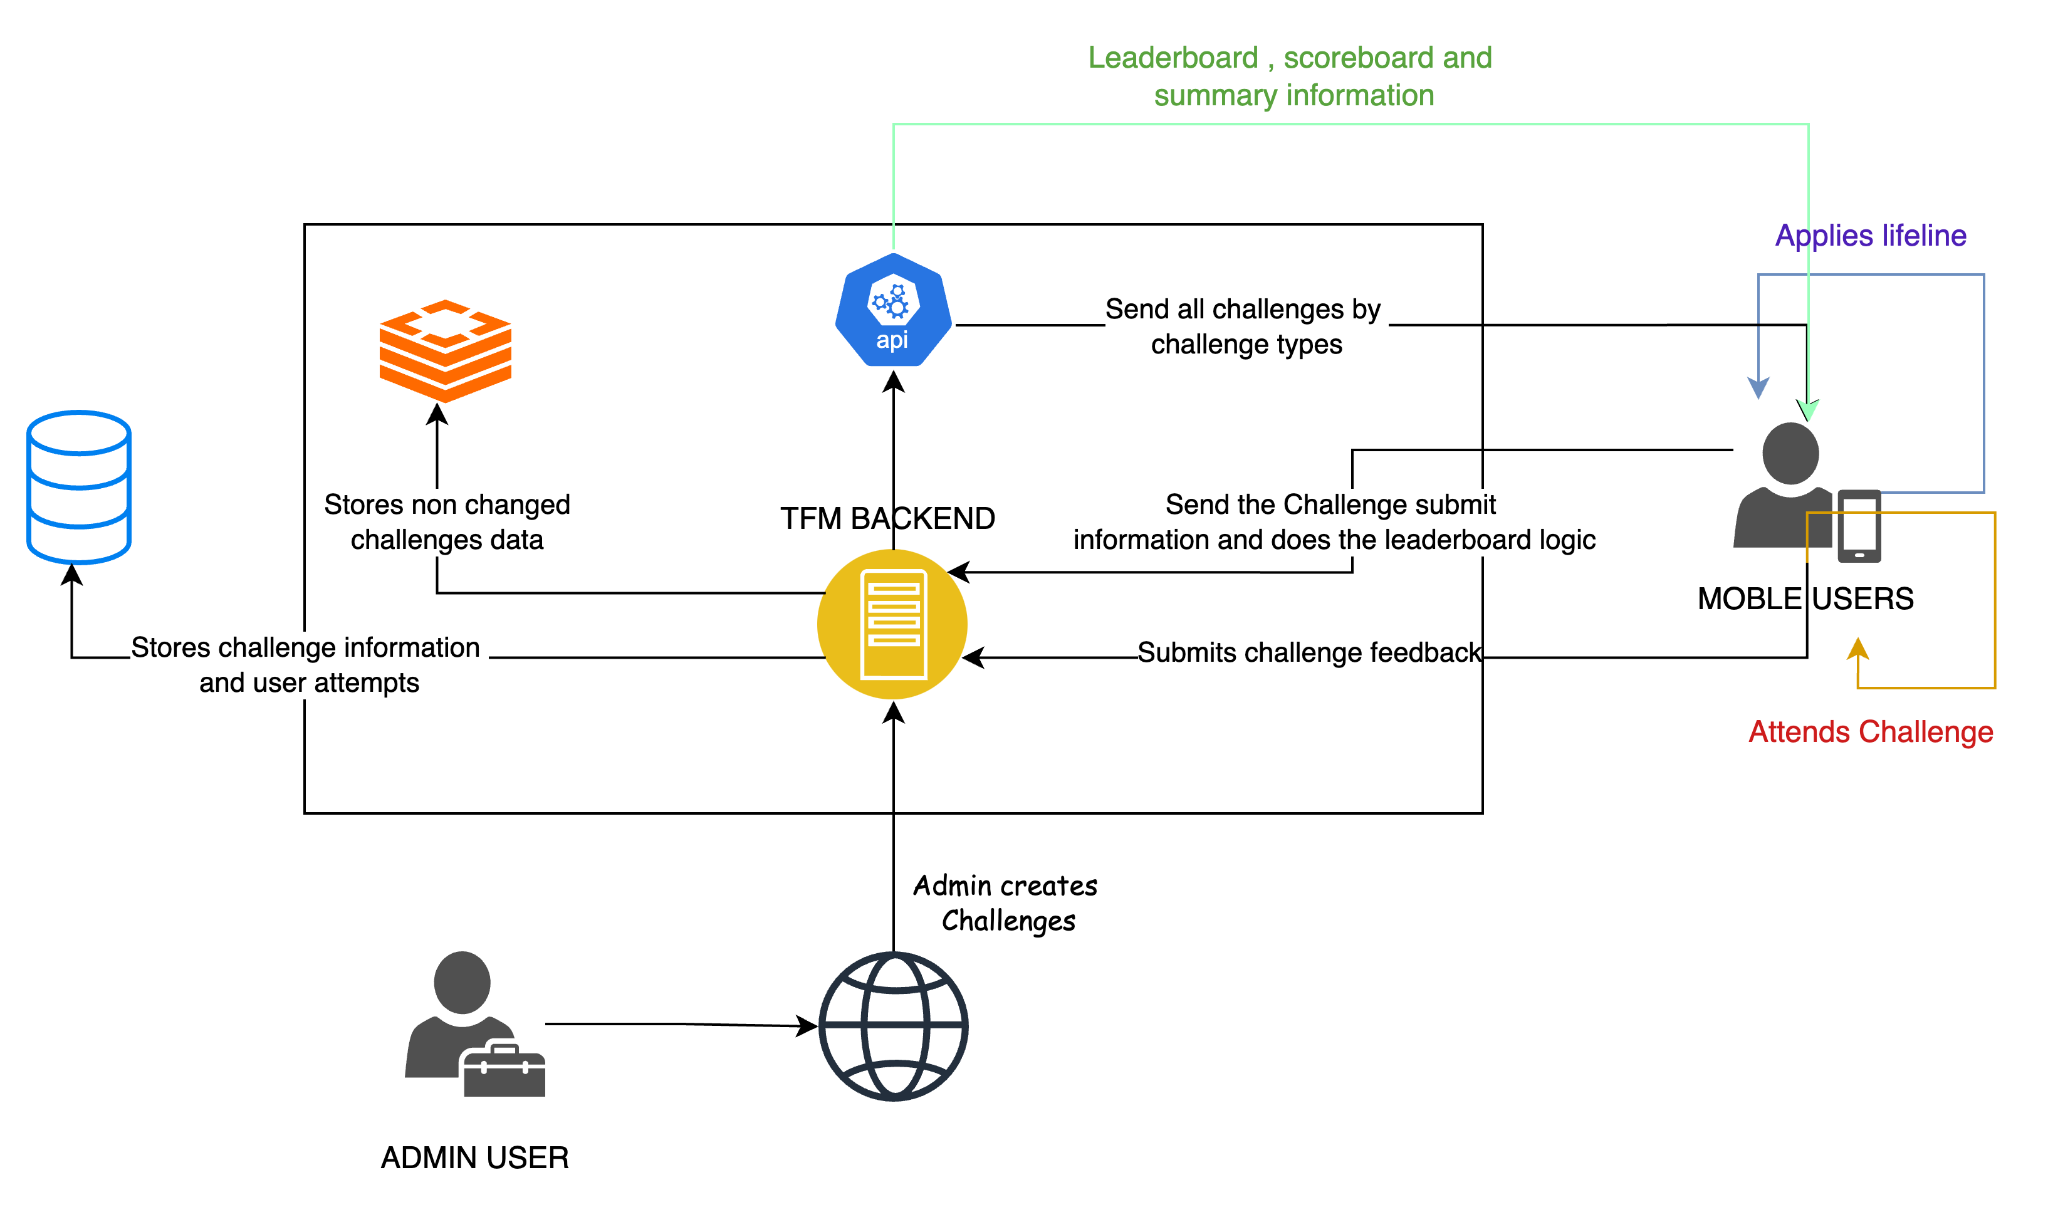 Leaderboard , scoreboard and
summary information
Applies lifeline
Send all challenges by
challenge types
api
Stores non changed
challenges data
TFM BACKEND
Send the Challenge submit
information and does the leaderboard logic
MOBLE USERS
Stores challenge information
and user attempts
Submits challenge feedback
Attends Challenge
Admin creates
Challenges
ADMIN USER